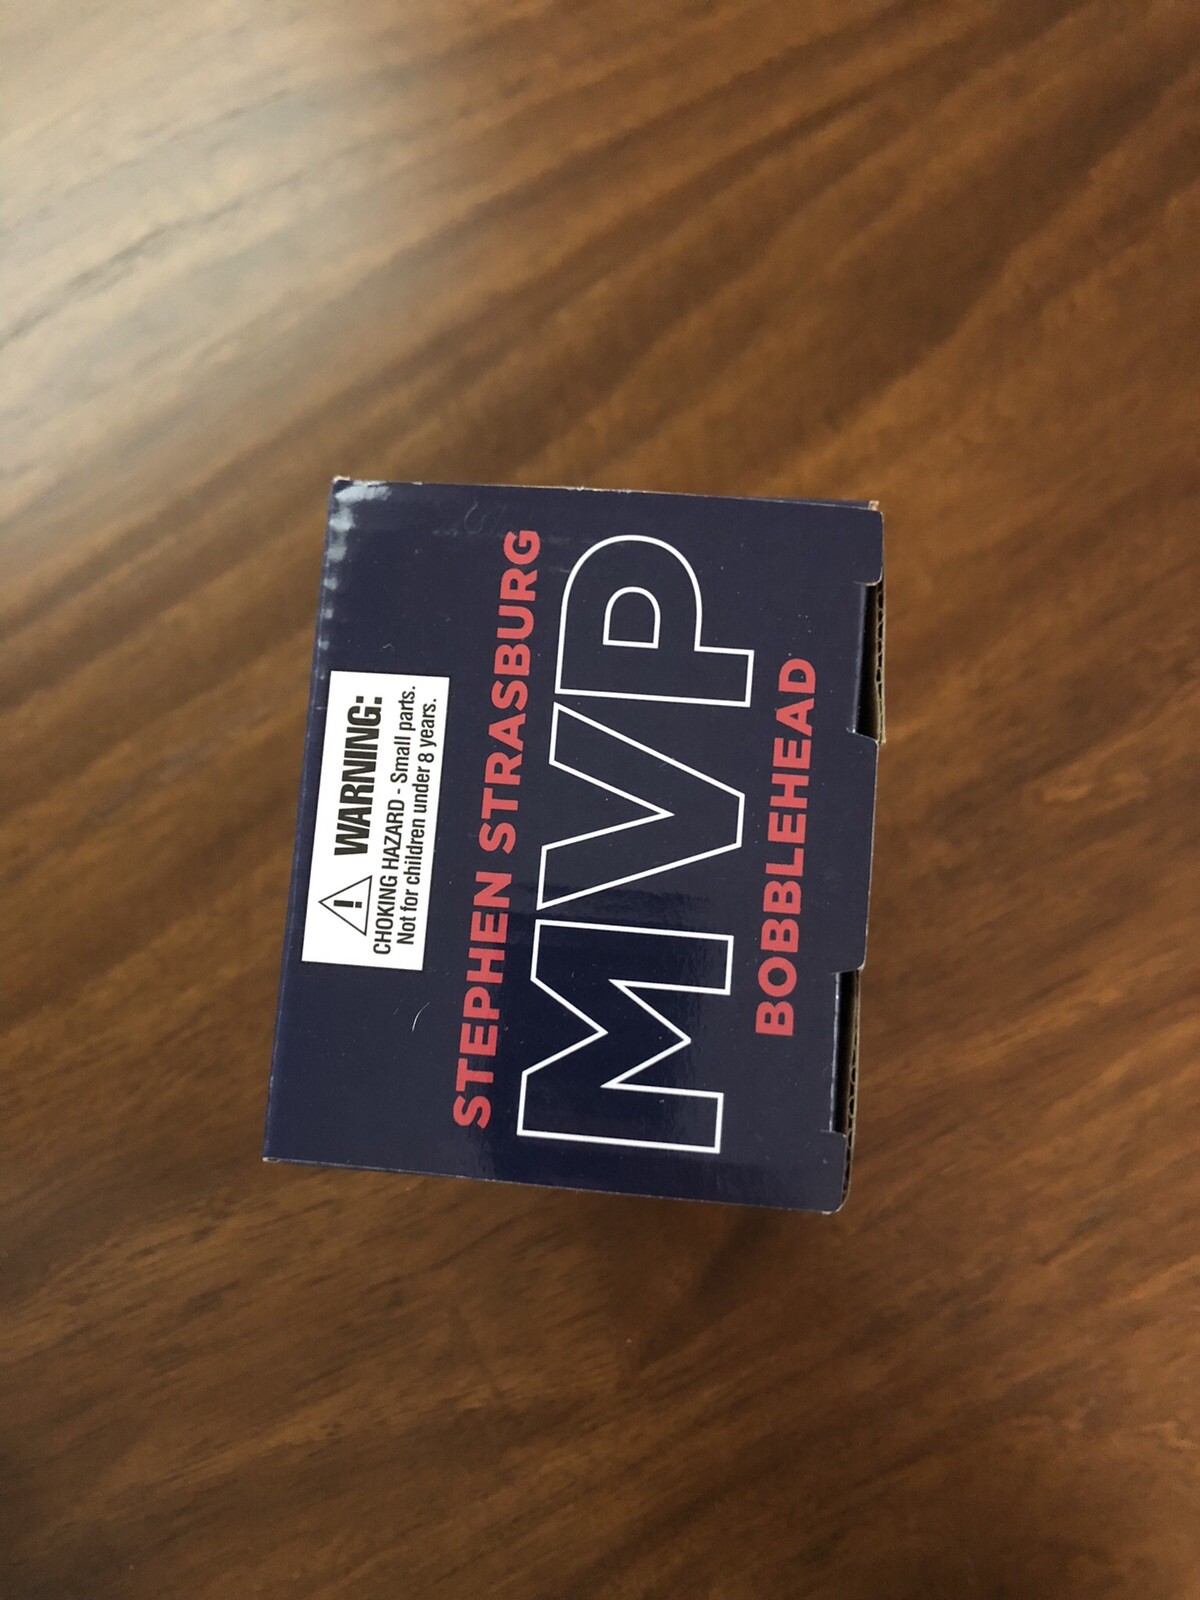 WARNING:
CHOKING HAZARD - Small parts.
Not for children under 8 years.
STEPHEN STRASBURG
MVP
BOBBLEHEAD